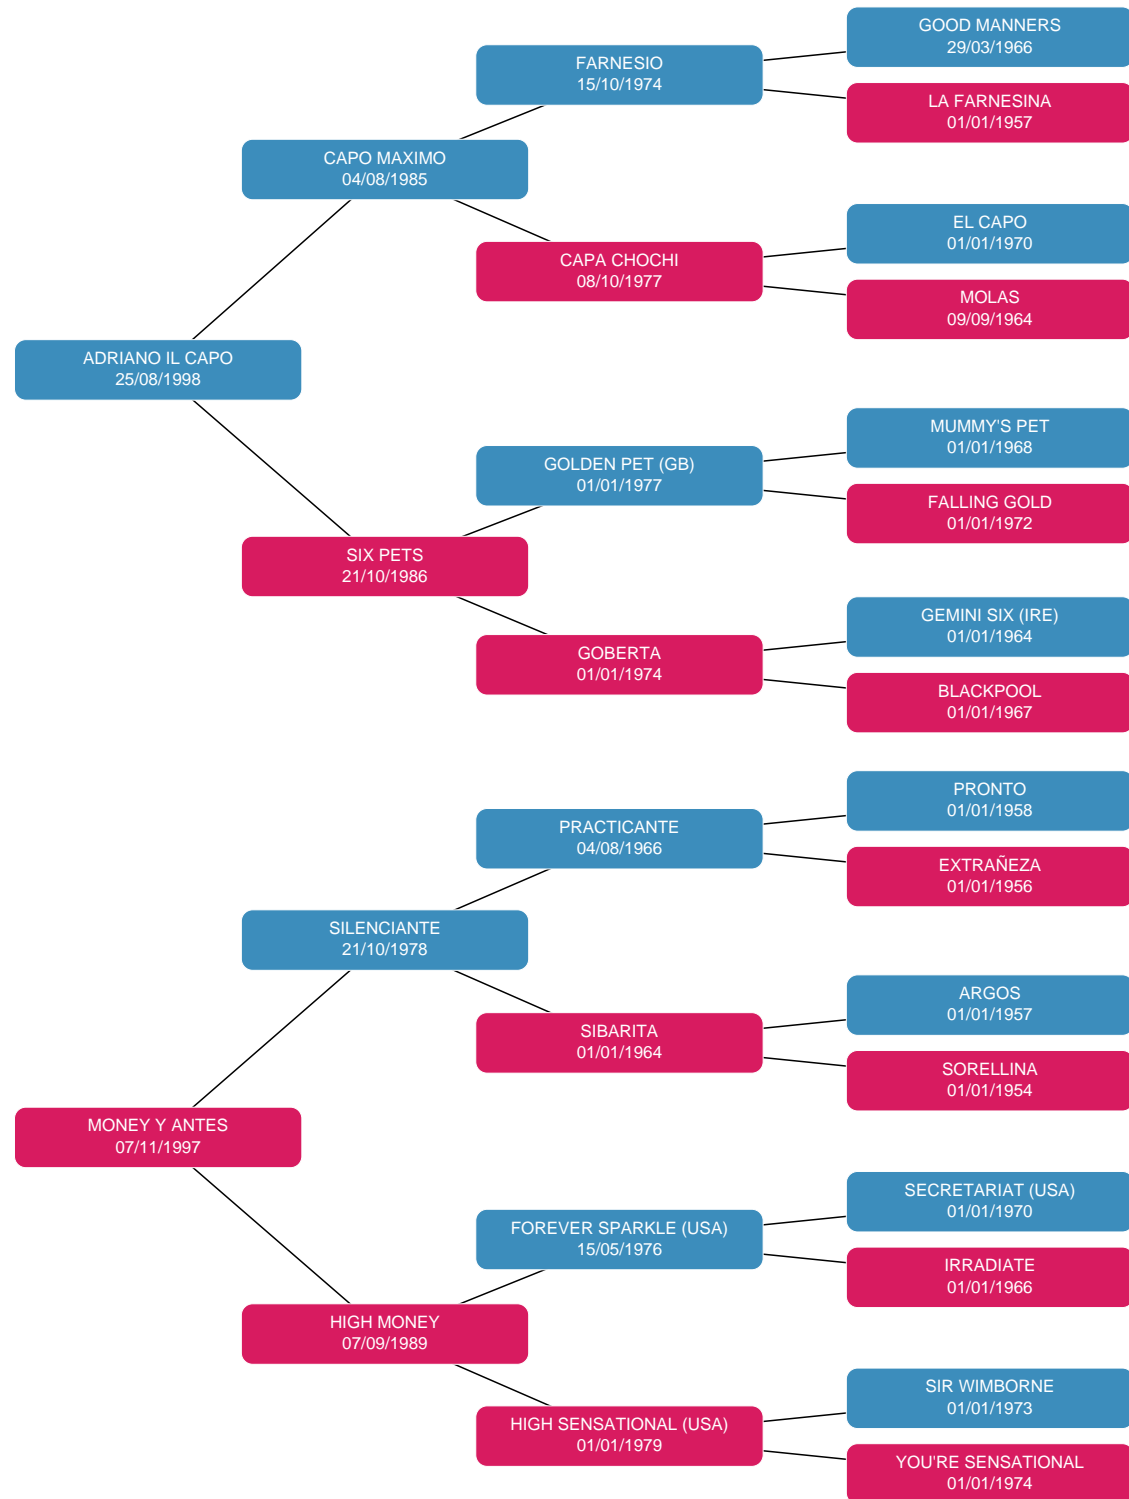 GOOD MANNERS
29/03/1966
FARNESIO
15/10/1974
LA FARNESINA
01/01/1957
CAPO MAXIMO
04/08/1985
EL CAPO
01/01/1970
CAPA CHOCHI
08/10/1977
MOLAS
09/09/1964
ADRIANO IL CAPO
25/08/1998
MUMMY'S PET
01/01/1968
GOLDEN PET (GB)
01/01/1977
FALLING GOLD
01/01/1972
SIX PETS
21/10/1986
GEMINI SIX (IRE)
01/01/1964
GOBERTA
01/01/1974
BLACKPOOL
01/01/1967
PRONTO
01/01/1958
PRACTICANTE
04/08/1966
EXTRAÑEZA
01/01/1956
SILENCIANTE
21/10/1978
ARGOS
01/01/1957
SIBARITA
01/01/1964
SORELLINA
01/01/1954
MONEY Y ANTES
07/11/1997
SECRETARIAT (USA)
01/01/1970
FOREVER SPARKLE (USA)
15/05/1976
IRRADIATE
01/01/1966
HIGH MONEY
07/09/1989
SIR WIMBORNE
01/01/1973
HIGH SENSATIONAL (USA)
01/01/1979
YOU'RE SENSATIONAL
01/01/1974